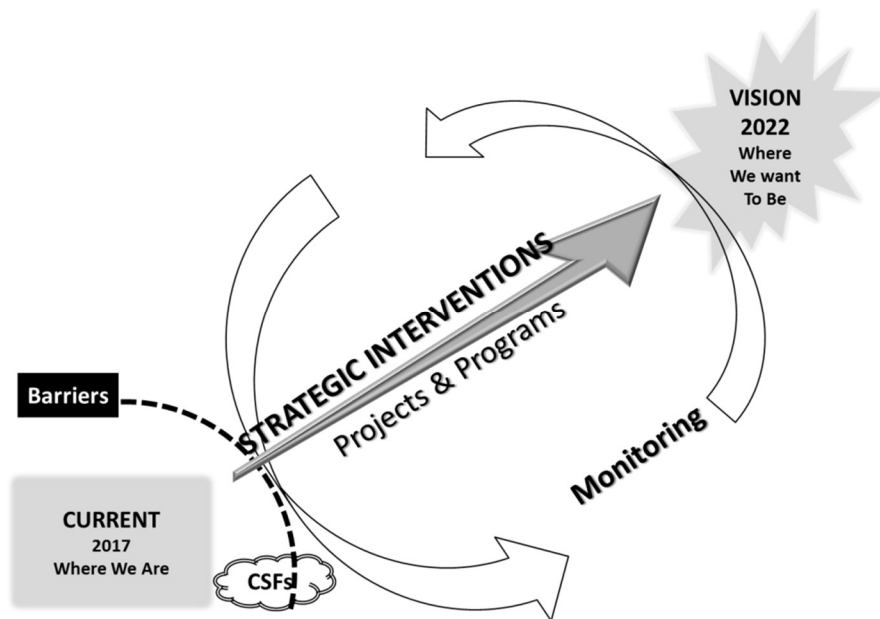 VISION
2022
Where
We want
To Be
STRATEGIC INTERVENTIONS
Projects & Programs
Barriers
Monitoring
CURRENT
2017
Where We Are
CSFs